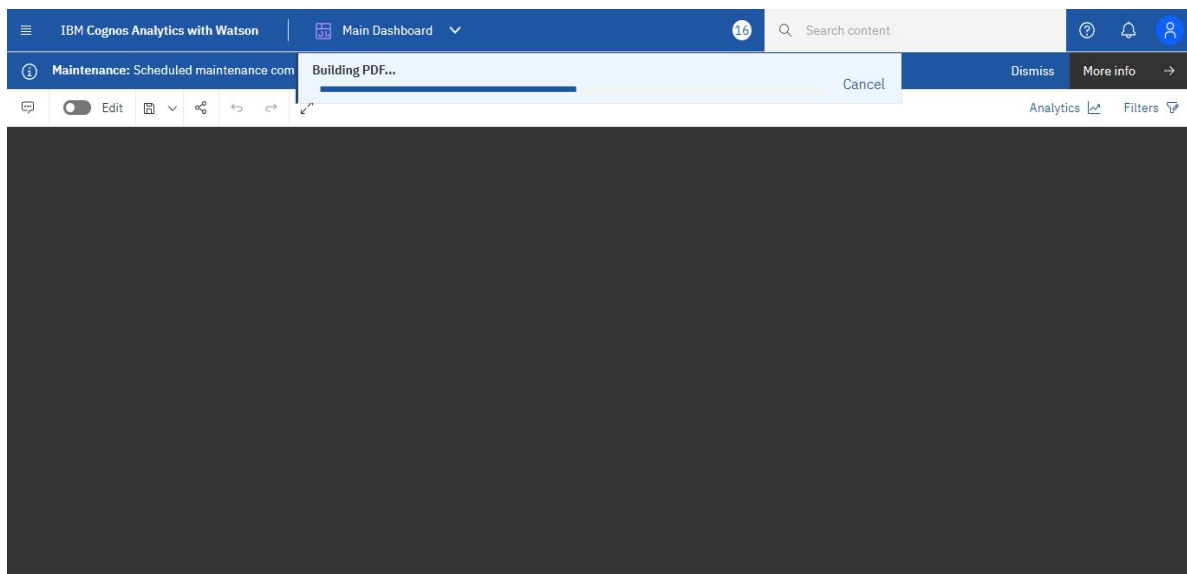 IBM Cognos Analytics with Watson
Main Dashboard
16
Search content
Maintenance: Scheduled maintenance com
Building PDF...
Cancel
Dismiss
More info
Edit
Analytics
Filters